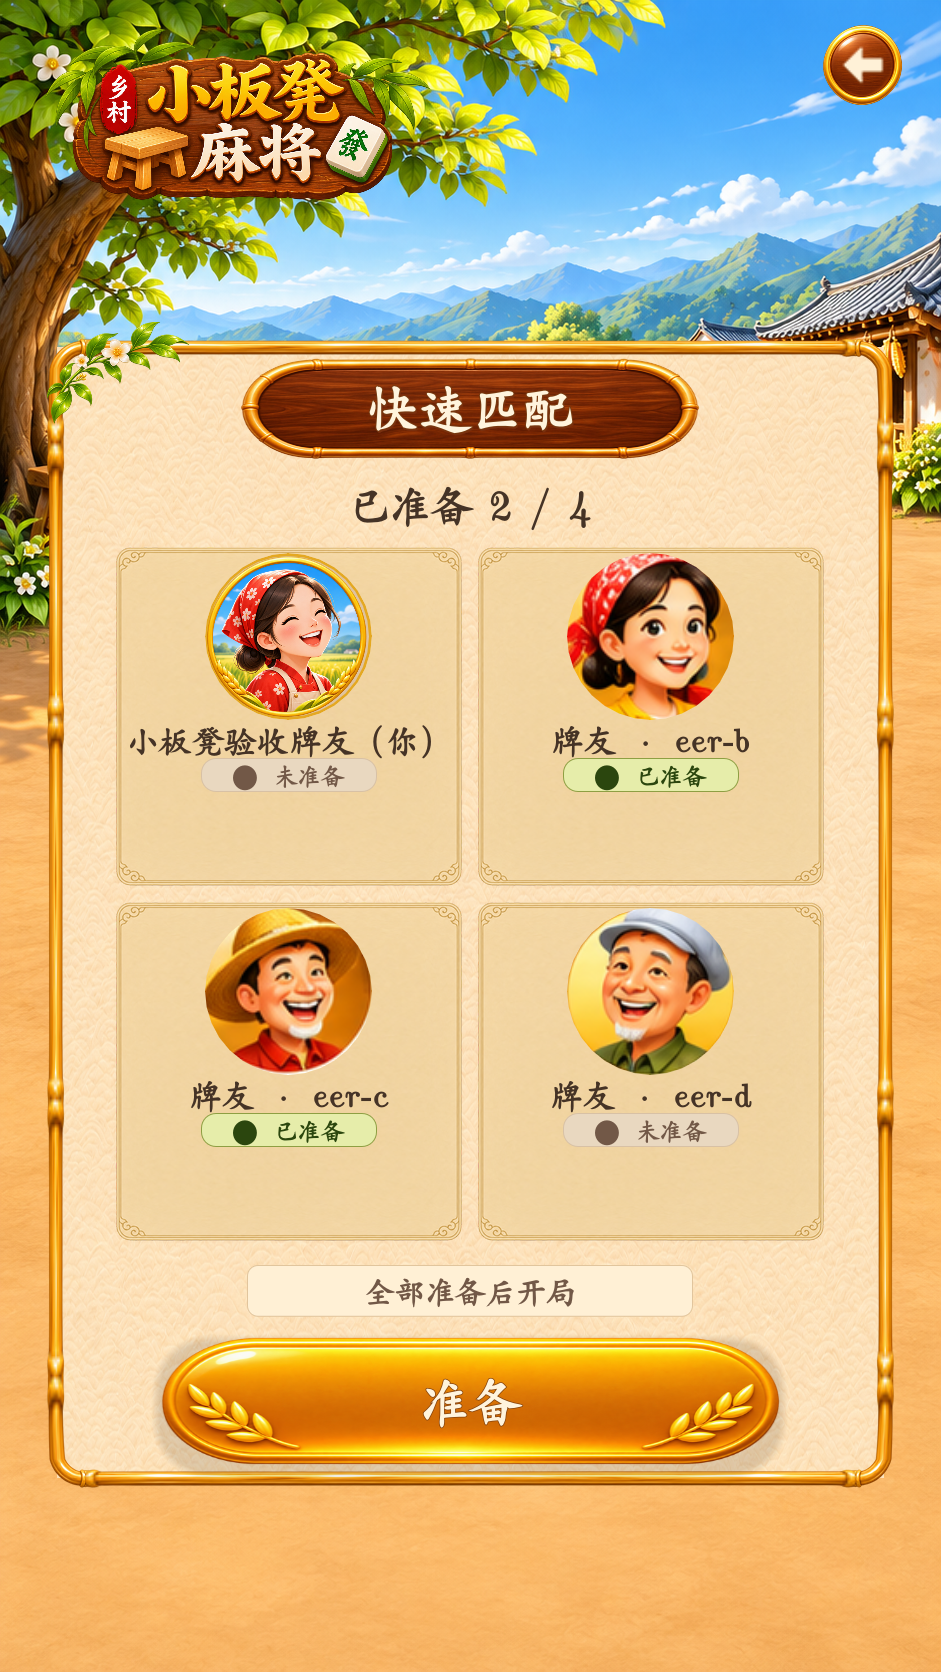 乡村
小板凳
麻将
發
快速匹配
已准备 2 / 4
小板凳验收牌友（你）
未准备
牌友 · eer-b
已准备
牌友 · eer-c
已准备
牌友 · eer-d
未准备
全部准备后开局
准备